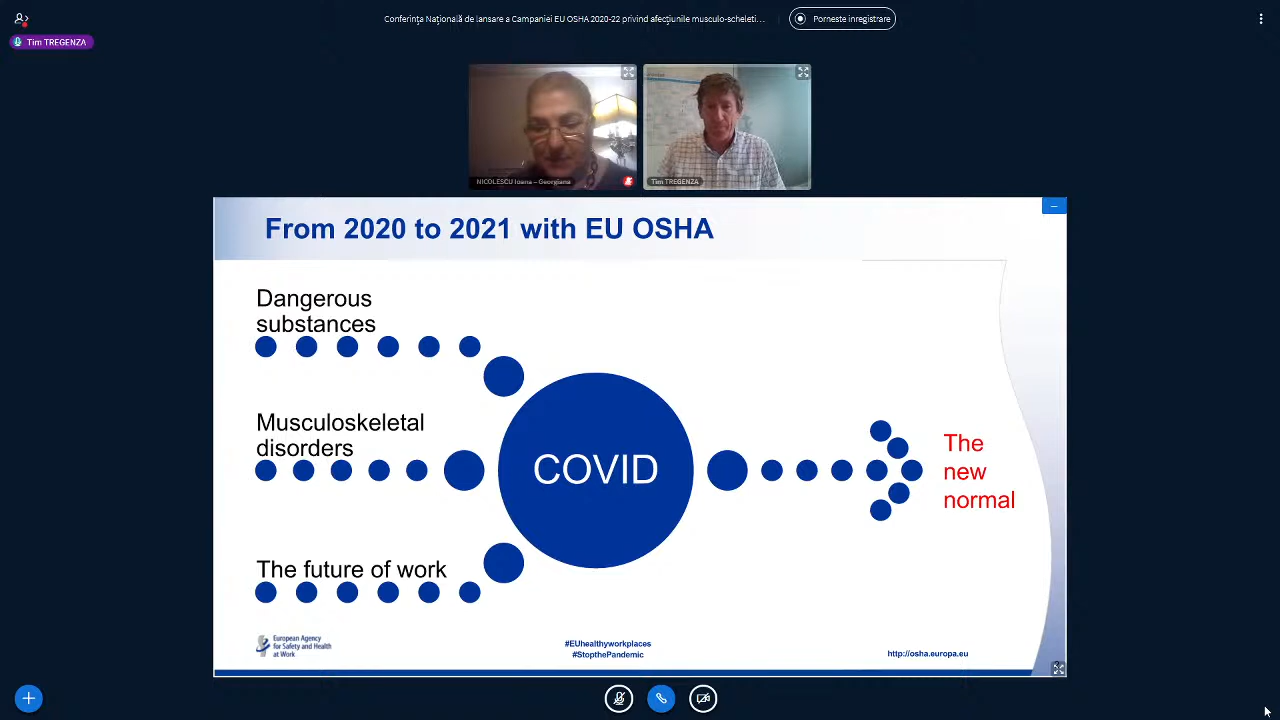 Conferința Națională de lansare a Campaniei EU OSHA 2020-22 privind afecțiunile musculo-scheleti...
Porneste inregistrare
Tim TREGENZA
NICOLESCU Ioana – Georgiana
Tim TREGENZA
From 2020 to 2021 with EU OSHA
Dangerous
substances
Musculoskeletal
disorders
COVID
The
new
normal
The future of work
European Agency
for Safety and Health
at Work
#EUhealthyworkplaces
#StopthePandemic
http://osha.europa.eu